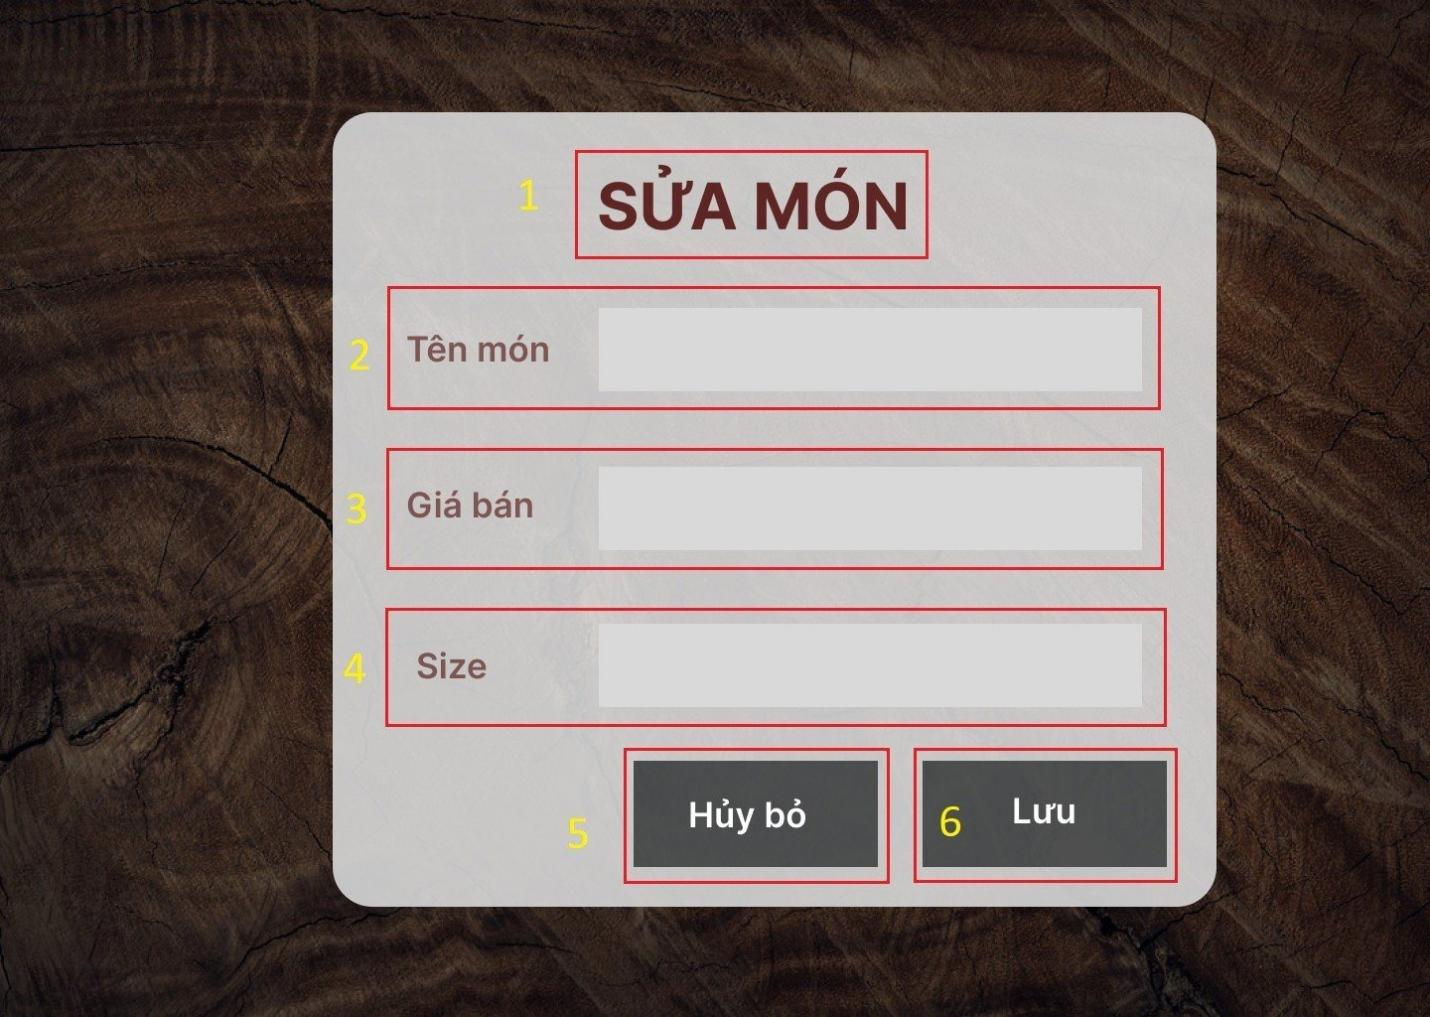 1 SỬA MÓN
2 Tên món
3 Giá bán
4 Size
5 Hủy bỏ 6 Lưu